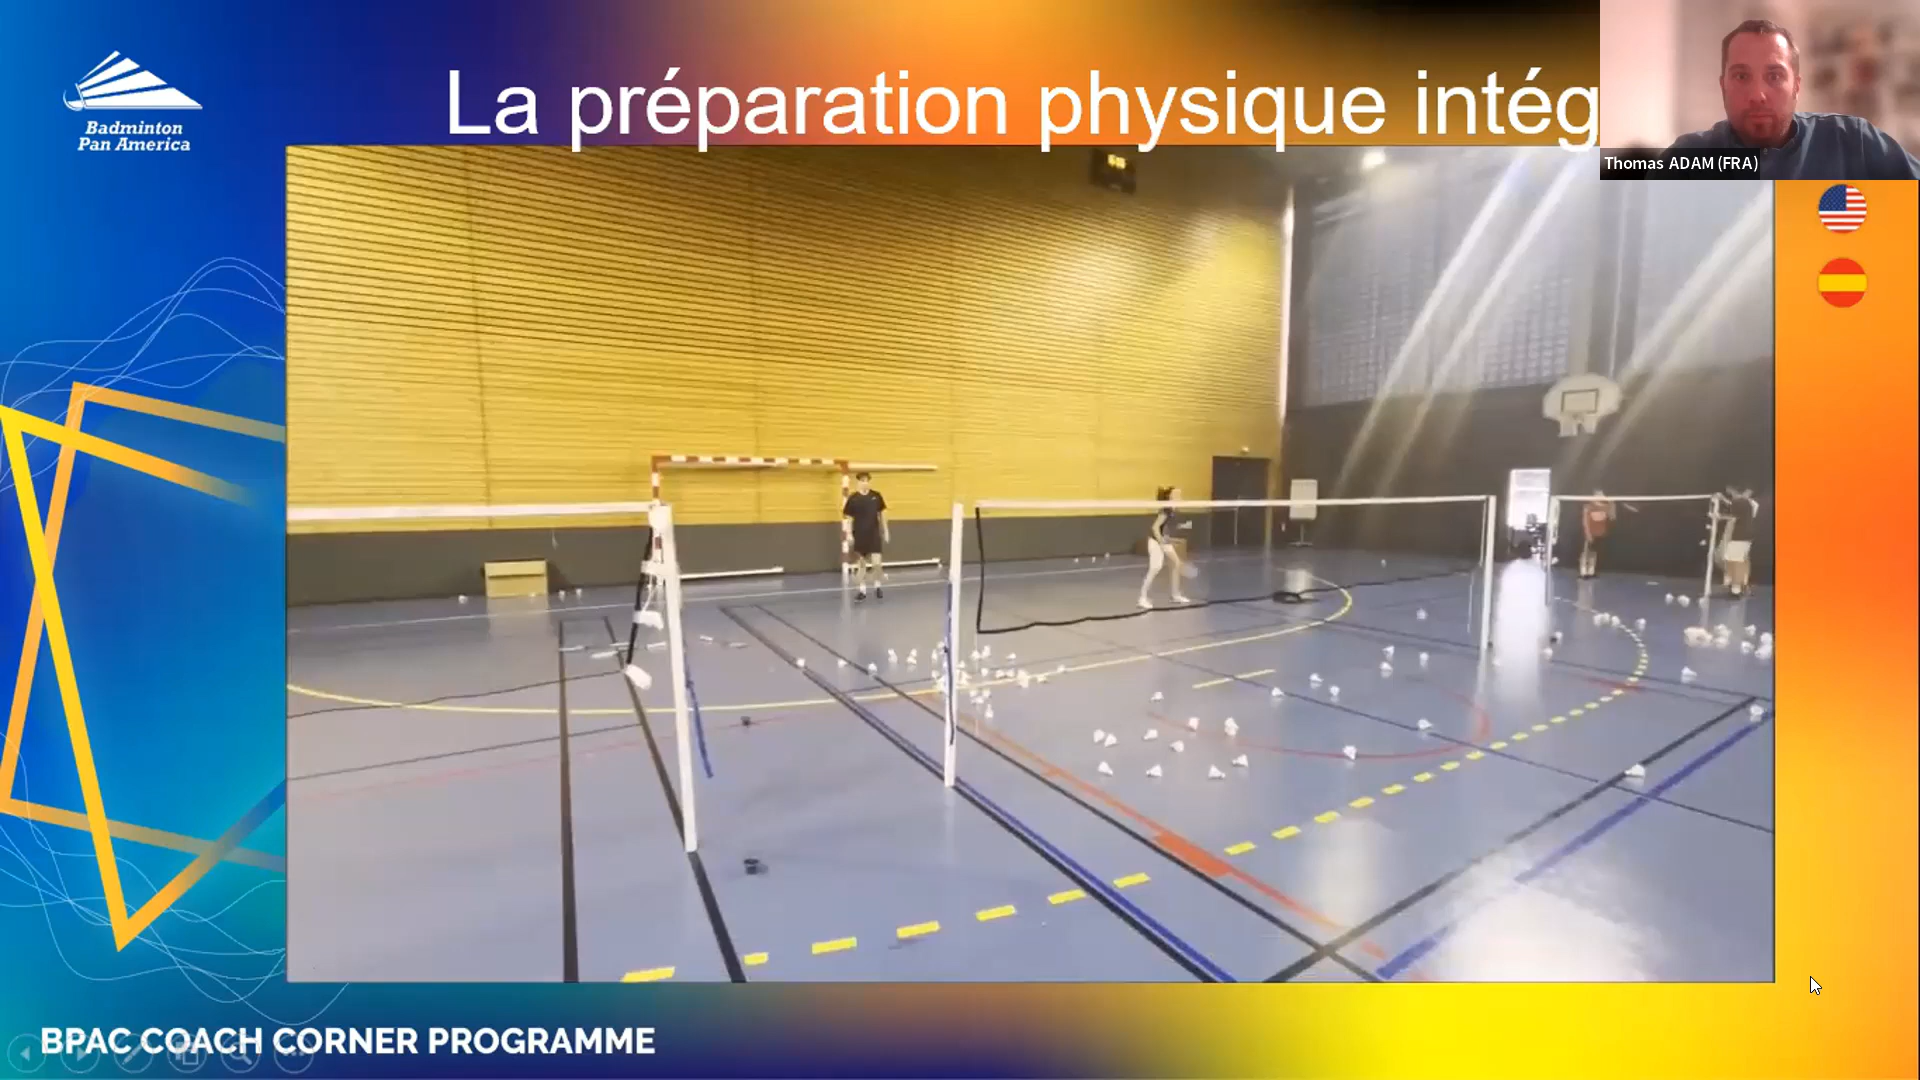 Badminton
Pan America
La préparation physique intég
Thomas ADAM (FRA)
BPAC COACH CORNER PROGRAMME